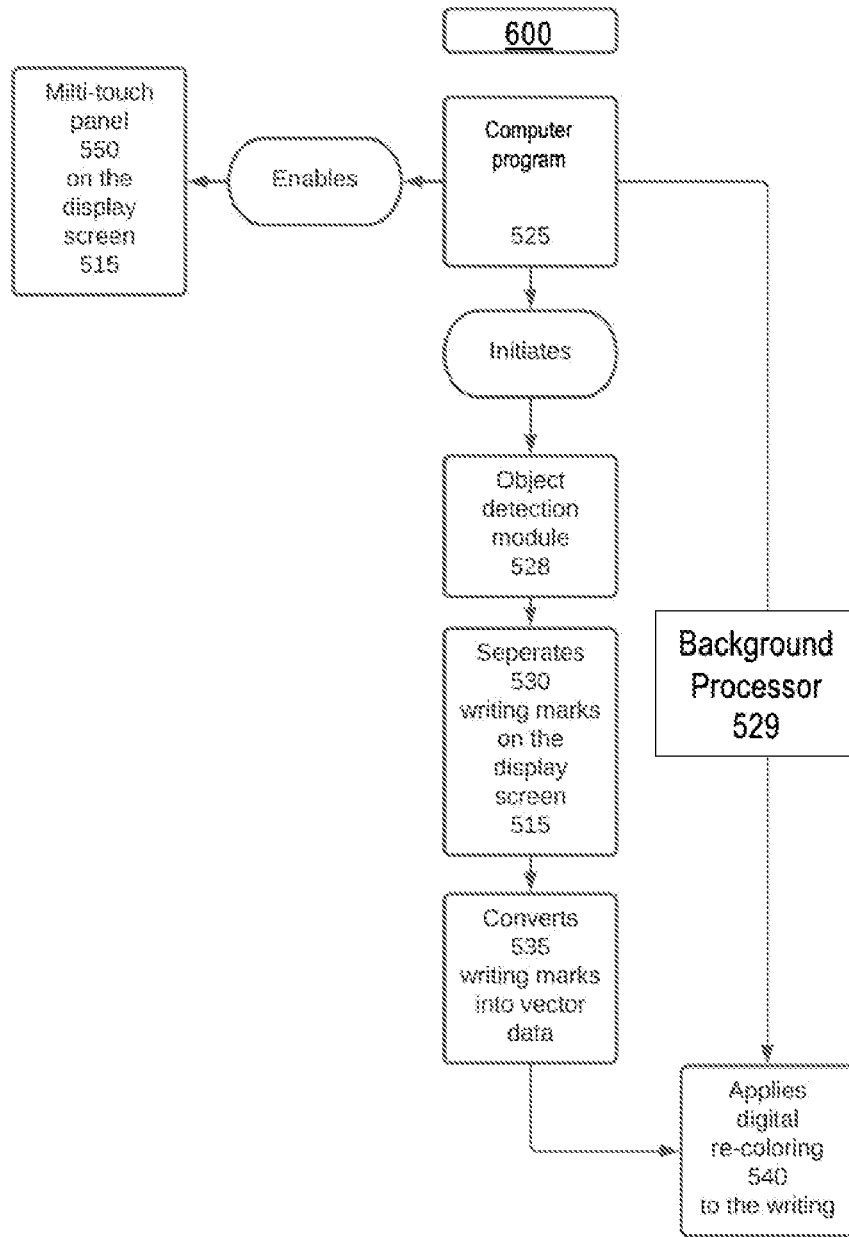 600
Milti-touch
panel
550
on the
display
screen
515
Enables
Computer
program
525
Initiates
Object
detection
module
528
Seperates
530
writing marks
on the
display
screen
515
Background
Processor
529
Converts
535
writing marks
into vector
data
Applies
digital
re-coloring
540
to the writing